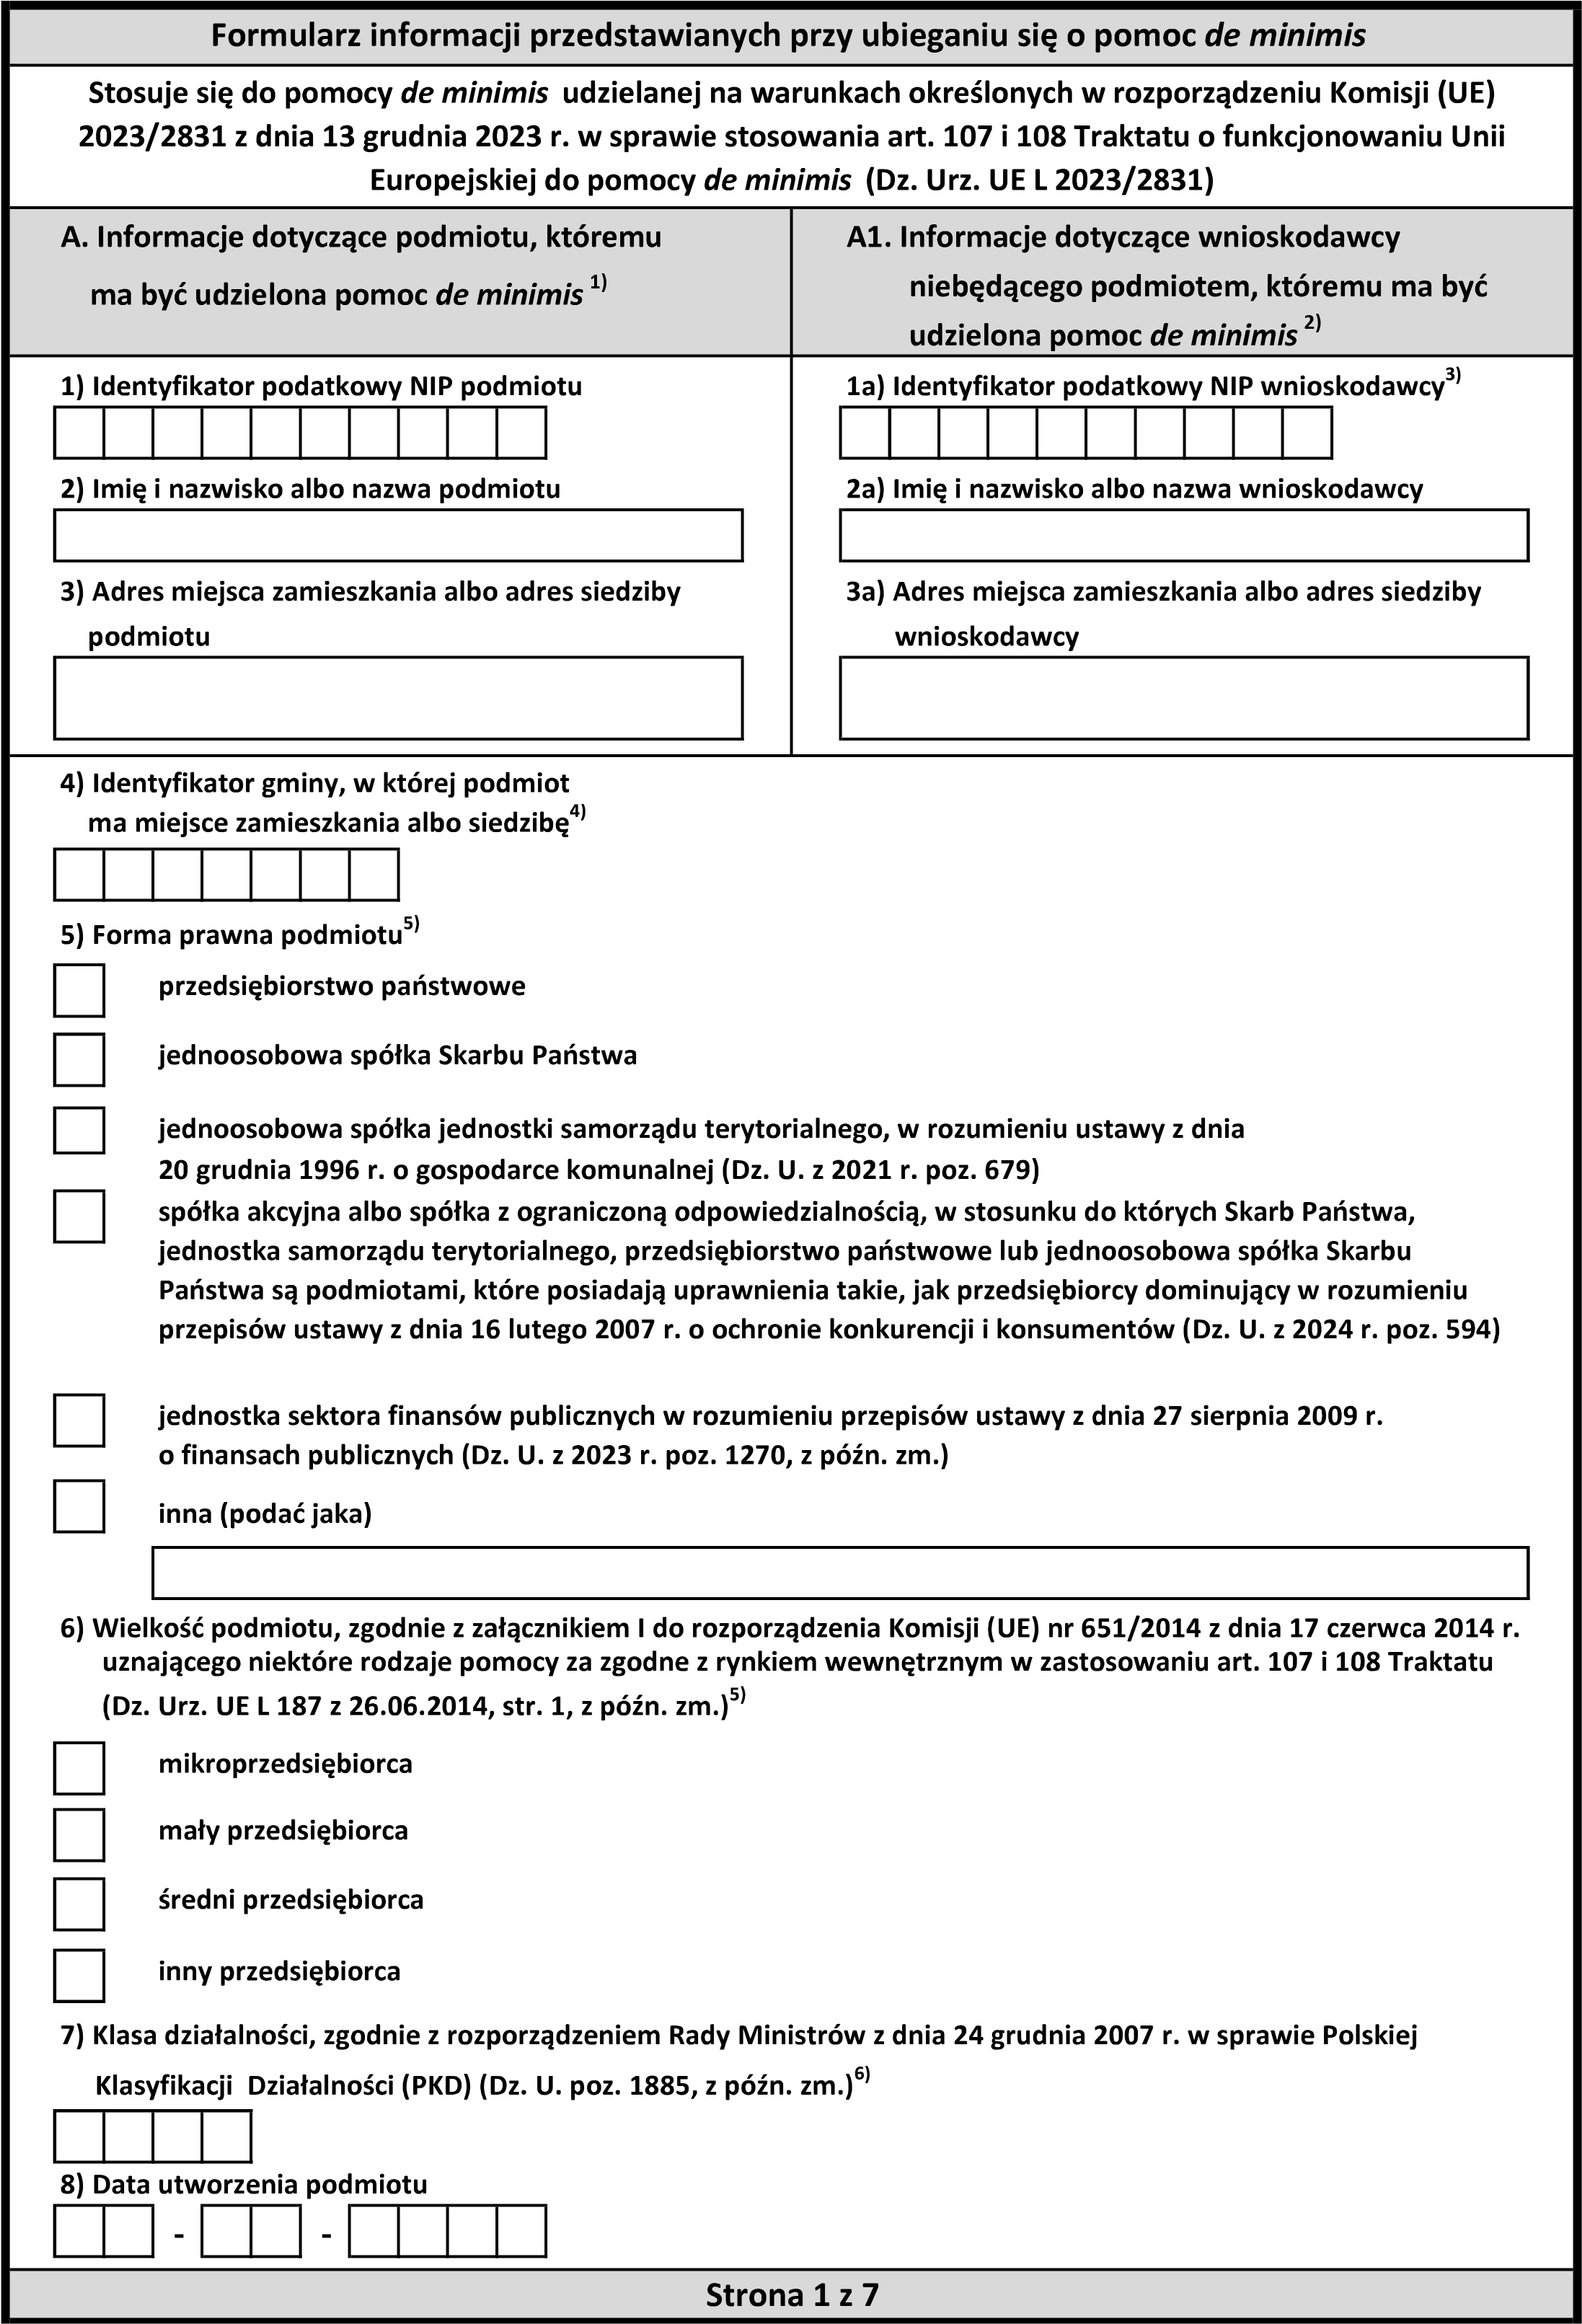 Formularz informacji przedstawianych przy ubieganiu się o pomoc de minimis
Stosuje się do pomocy de minimis udzielanej na warunkach określonych w rozporządzeniu Komisji (UE)
2023/2831 z dnia 13 grudnia 2023 r. w sprawie stosowania art. 107 i 108 Traktatu o funkcjonowaniu Unii
Europejskiej do pomocy de minimis (Dz. Urz. UE L 2023/2831)
A. Informacje dotyczące podmiotu, któremu
ma być udzielona pomoc de minimis 1)
A1. Informacje dotyczące wnioskodawcy
niebędącego podmiotem, któremu ma być
udzielona pomoc de minimis 2)
1) Identyfikator podatkowy NIP podmiotu
2) Imię i nazwisko albo nazwa podmiotu
3) Adres miejsca zamieszkania albo adres siedziby
podmiotu
1a) Identyfikator podatkowy NIP wnioskodawcy3)
2a) Imię i nazwisko albo nazwa wnioskodawcy
3a) Adres miejsca zamieszkania albo adres siedziby
wnioskodawcy
4) Identyfikator gminy, w której podmiot
ma miejsce zamieszkania albo siedzibę4)
5) Forma prawna podmiotu5)
przedsiębiorstwo państwowe
jednoosobowa spółka Skarbu Państwa
jednoosobowa spółka jednostki samorządu terytorialnego, w rozumieniu ustawy z dnia
20 grudnia 1996 r. o gospodarce komunalnej (Dz. U. z 2021 r. poz. 679)
spółka akcyjna albo spółka z ograniczoną odpowiedzialnością, w stosunku do których Skarb Państwa,
jednostka samorządu terytorialnego, przedsiębiorstwo państwowe lub jednoosobowa spółka Skarbu
Państwa są podmiotami, które posiadają uprawnienia takie, jak przedsiębiorcy dominujący w rozumieniu
przepisów ustawy z dnia 16 lutego 2007 r. o ochronie konkurencji i konsumentów (Dz. U. z 2024 r. poz. 594)
jednostka sektora finansów publicznych w rozumieniu przepisów ustawy z dnia 27 sierpnia 2009 r.
o finansach publicznych (Dz. U. z 2023 r. poz. 1270, z późn. zm.)
inna (podać jaka)
6) Wielkość podmiotu, zgodnie z załącznikiem I do rozporządzenia Komisji (UE) nr 651/2014 z dnia 17 czerwca 2014 r.
uznającego niektóre rodzaje pomocy za zgodne z rynkiem wewnętrznym w zastosowaniu art. 107 i 108 Traktatu
(Dz. Urz. UE L 187 z 26.06.2014, str. 1, z późn. zm.)5)
mikroprzedsiębiorca
mały przedsiębiorca
średni przedsiębiorca
inny przedsiębiorca
7) Klasa działalności, zgodnie z rozporządzeniem Rady Ministrów z dnia 24 grudnia 2007 r. w sprawie Polskiej
Klasyfikacji Działalności (PKD) (Dz. U. poz. 1885, z późn. zm.)6)
8) Data utworzenia podmiotu
- -
Strona 1 z 7